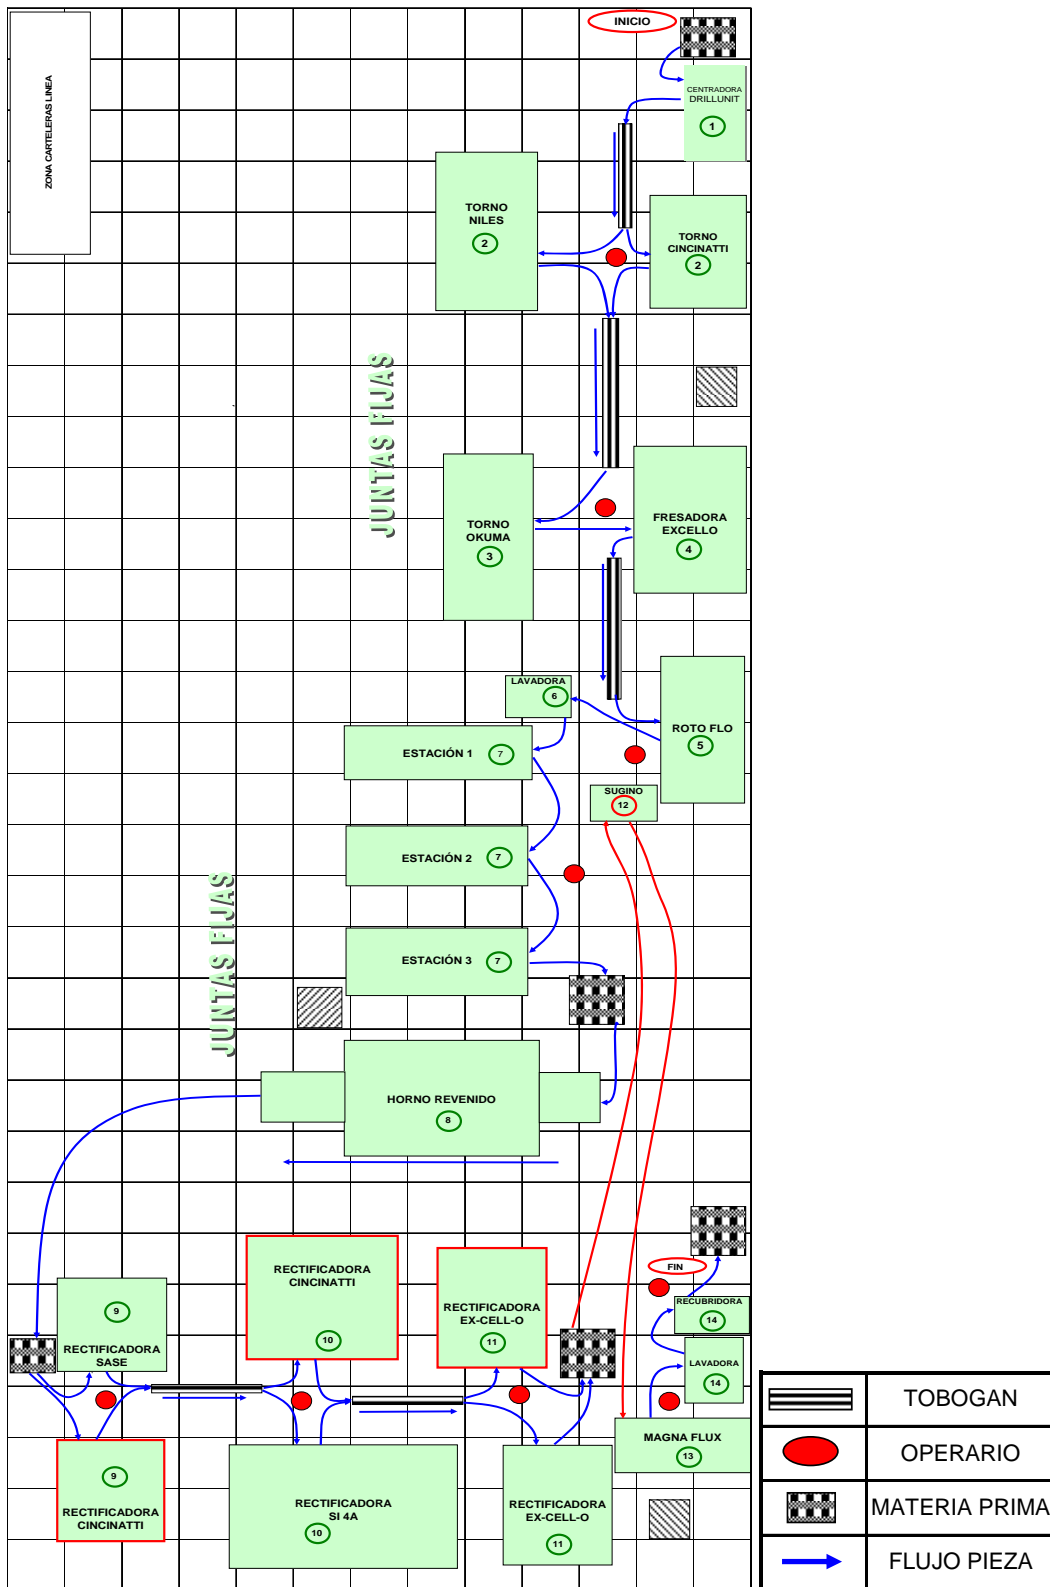 INICIO
ZONA CARTELERAS LINEA
CENTRADORA
DRILLUNIT
1
TORNO
NILES
2
TORNO
CINCINATTI
2
JUNTAS FIJAS
TORNO
OKUMA
3
FRESADORA
EXCELLO
4
LAVADORA
6
ROTO FLO
5
ESTACIÓN 1
7
SUGINO
12
ESTACIÓN 2
7
JUNTAS FIJAS
ESTACIÓN 3
7
HORNO REVENIDO
8
FIN
RECTIFICADORA
CINCINATTI
10
RECTIFICADORA
EX-CELL-O
11
9
RECTIFICADORA
SASE
RECUBRIDORA
14
LAVADORA
14
MAGNA FLUX
13
9
RECTIFICADORA
CINCINATTI
RECTIFICADORA
SI 4A
10
RECTIFICADORA
EX-CELL-O
11
TOBOGAN
OPERARIO
MATERIA PRIMA
FLUJO PIEZA